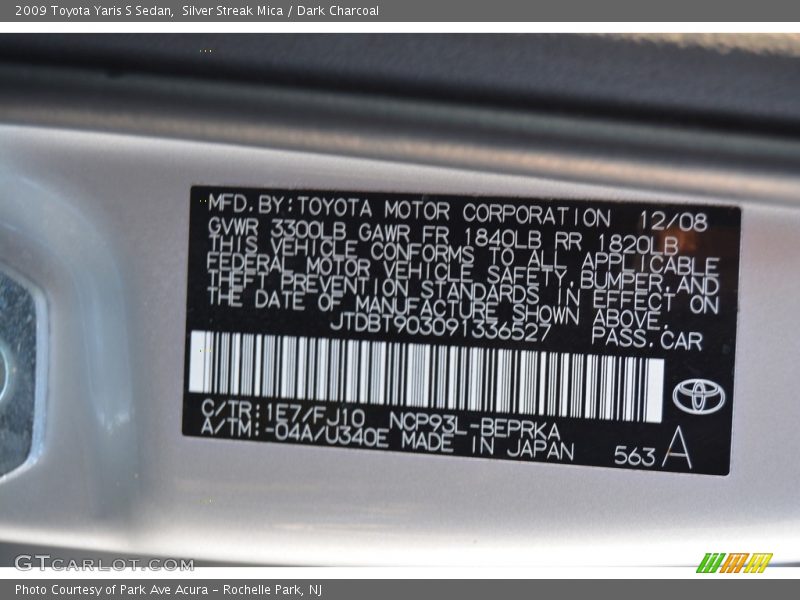 2009 Toyota Yaris S Sedan,  Silver Streak Mica / Dark Charcoal
MFD. BY: TOYOTA MOTOR CORPORATION 12/08
GVWR 3300LB GAWR FR 1840LB RR 1820LB
THIS VEHICLE CONFORMS TO ALL APPLICABLE
FEDERAL MOTOR VEHICLE SAFETY, BUMPER, AND
THEFT PREVENTION STANDARDS IN EFFECT ON
THE DATE OF MANUFACTURE SHOWN ABOVE.
JTDBT903091336527 PASS. CAR
C/TR: 1E7/FJ10 NCP93L-BEPRKA
A/TM: -04A/U340E MADE IN JAPAN 563 A
GTCARLOT.COM
Photo Courtesy of Park Ave Acura - Rochelle Park, NJ